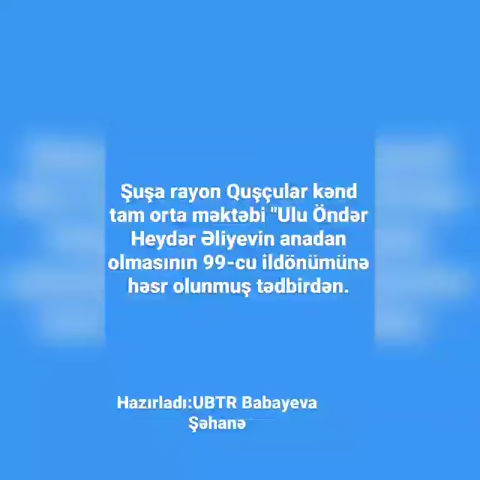 Şuşa rayon Quşçular kənd
tam orta məktəbi "Ulu Öndər
Heydər Əliyevin anadan
olmasının 99-cu ildönümünə
həsr olunmuş tədbirdən.
Hazırladı:UBTR Babayeva
Şəhanə